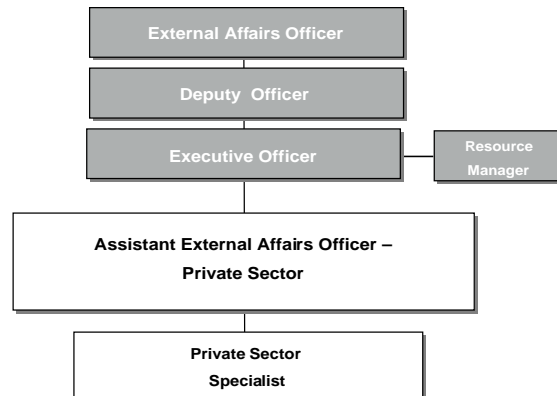 External Affairs Officer
Deputy Officer
Executive Officer
Resource
Manager
Assistant External Affairs Officer –
Private Sector
Private Sector
Specialist